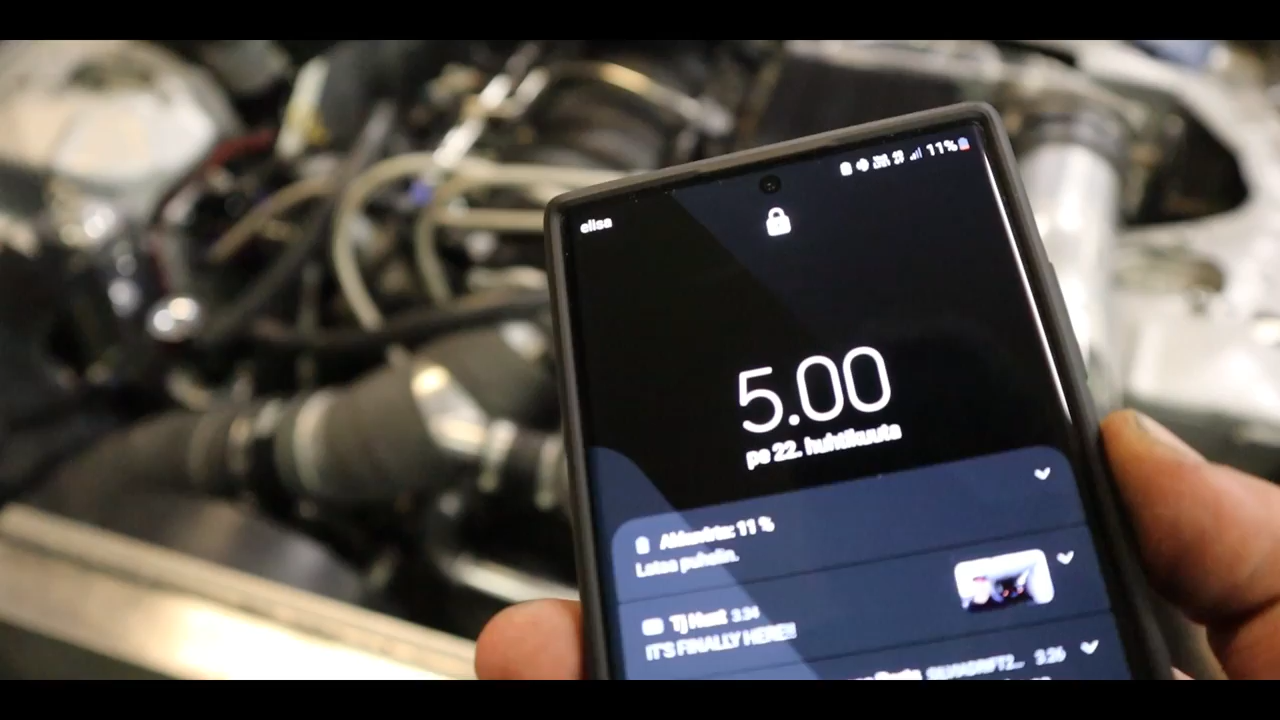 elisa
11%
5.00
pe 22. huhtikuuta
Akkuvirta: 11 %
Lataa puhelin.
Tj Hunt 3.34
IT'S FINALLY HERE!!
3.26